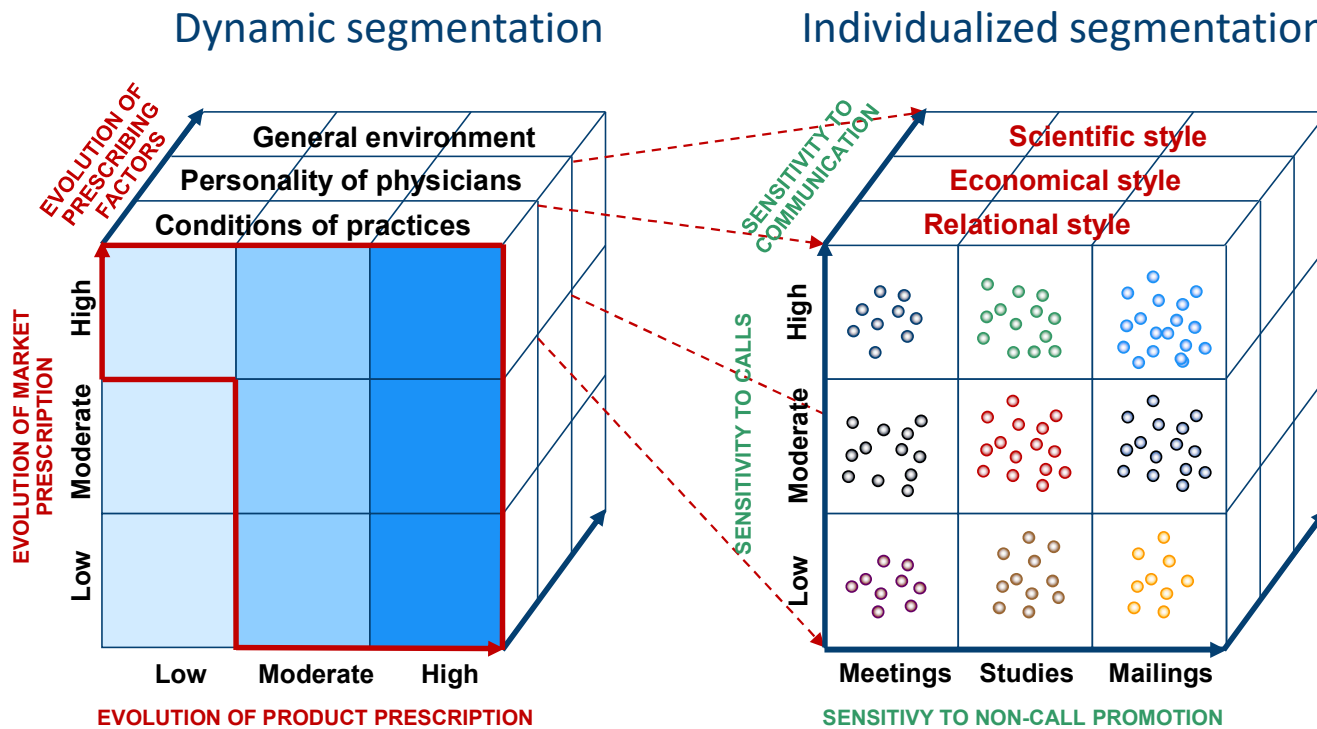 Dynamic segmentation
Individualized segmentation
EVOLUTION OF
PRESCRIBING
FACTORS
General environment
Personality of physicians
Conditions of practices
EVOLUTION OF MARKET
PRESCRIPTION
High
Moderate
Low
Low
Moderate
High
EVOLUTION OF PRODUCT PRESCRIPTION
SENSITIVITY TO
COMMUNICATION
Scientific style
Economical style
Relational style
SENSITIVITY TO CALLS
High
Moderate
Low
Meetings
Studies
Mailings
SENSITIVY TO NON-CALL PROMOTION